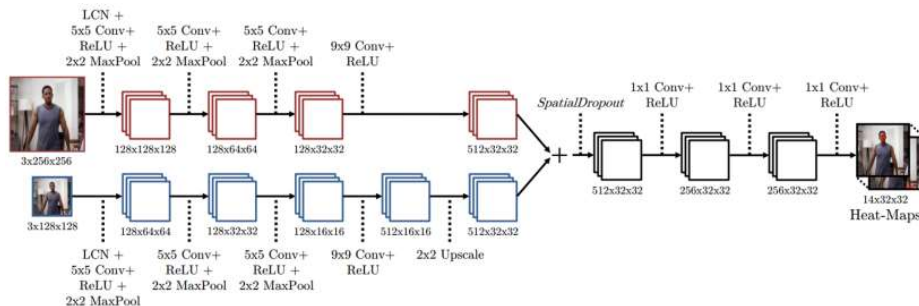 LCN +
5x5 Conv+
ReLU +
2x2 MaxPool
5x5 Conv+
ReLU +
2x2 MaxPool
5x5 Conv+
ReLU +
2x2 MaxPool
9x9 Conv+
ReLU
3x256x256
128x128x128
128x64x64
128x32x32
512x32x32
3x128x128
128x64x64
128x32x32
128x16x16
512x16x16
512x32x32
LCN +
5x5 Conv+
ReLU +
2x2 MaxPool
5x5 Conv+
ReLU +
2x2 MaxPool
5x5 Conv+
ReLU +
2x2 MaxPool
9x9 Conv+
ReLU
2x2 Upscale
+
SpatialDropout
1x1 Conv+
ReLU
1x1 Conv+
ReLU
1x1 Conv+
ReLU
512x32x32
256x32x32
256x32x32
14x32x32
Heat-Maps